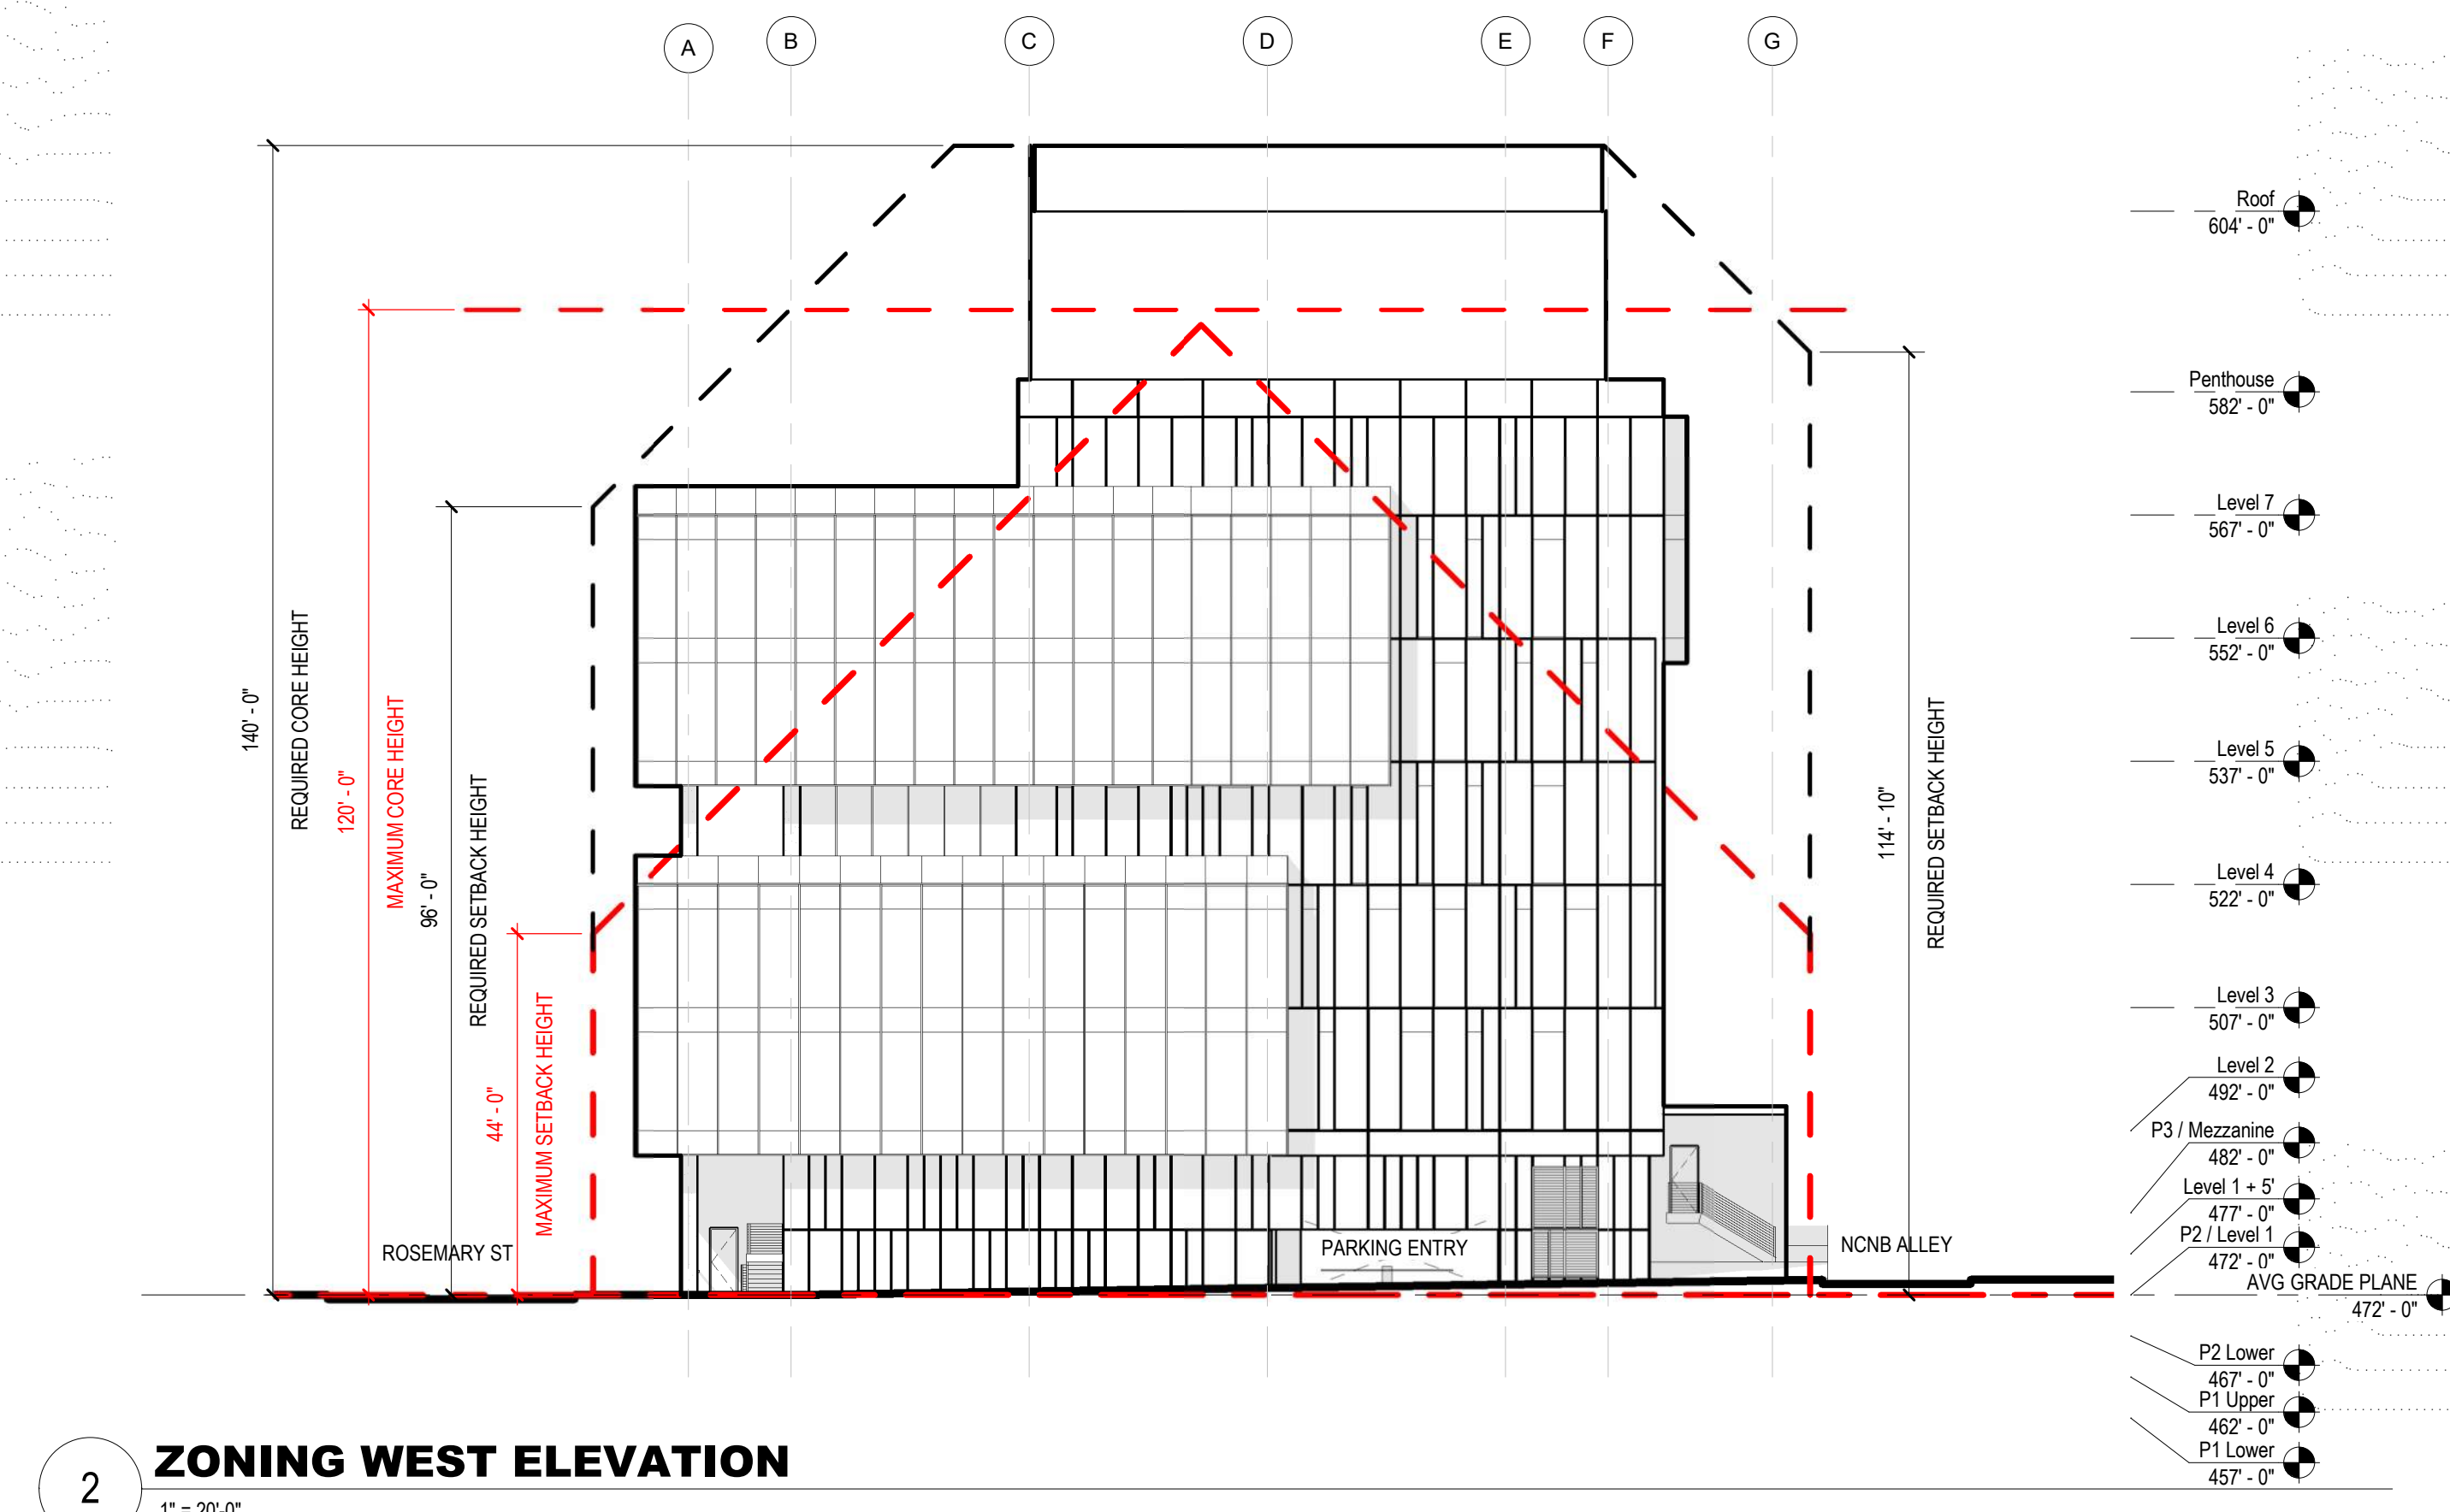 A
B
C
D
E
F
G
Roof
604' - 0"
Penthouse
582' - 0"
Level 7
567' - 0"
Level 6
552' - 0"
Level 5
537' - 0"
Level 4
522' - 0"
Level 3
507' - 0"
Level 2
492' - 0"
P3 / Mezzanine
482' - 0"
Level 1 + 5'
477' - 0"
P2 / Level 1
472' - 0"
AVG GRADE PLANE
472' - 0"
P2 Lower
467' - 0"
P1 Upper
462' - 0"
P1 Lower
457' - 0"
140' - 0"
REQUIRED CORE HEIGHT
120' - 0"
MAXIMUM CORE HEIGHT
96' - 0"
REQUIRED SETBACK HEIGHT
44' - 0"
MAXIMUM SETBACK HEIGHT
114' - 10"
REQUIRED SETBACK HEIGHT
ROSEMARY ST
PARKING ENTRY
NCNB ALLEY
2
ZONING WEST ELEVATION
1" = 20'-0"